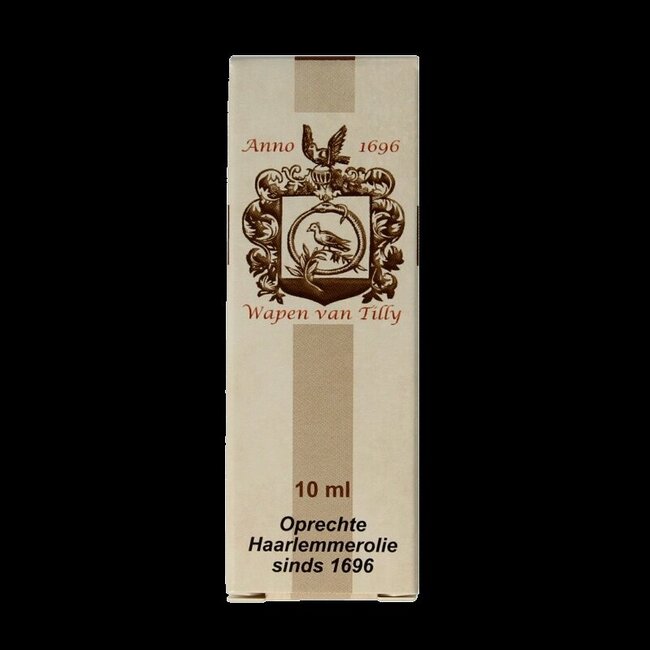 Anno 1696
Wapen van Tilly
10 ml
Oprechte
Haarlemmerolie
sinds 1696